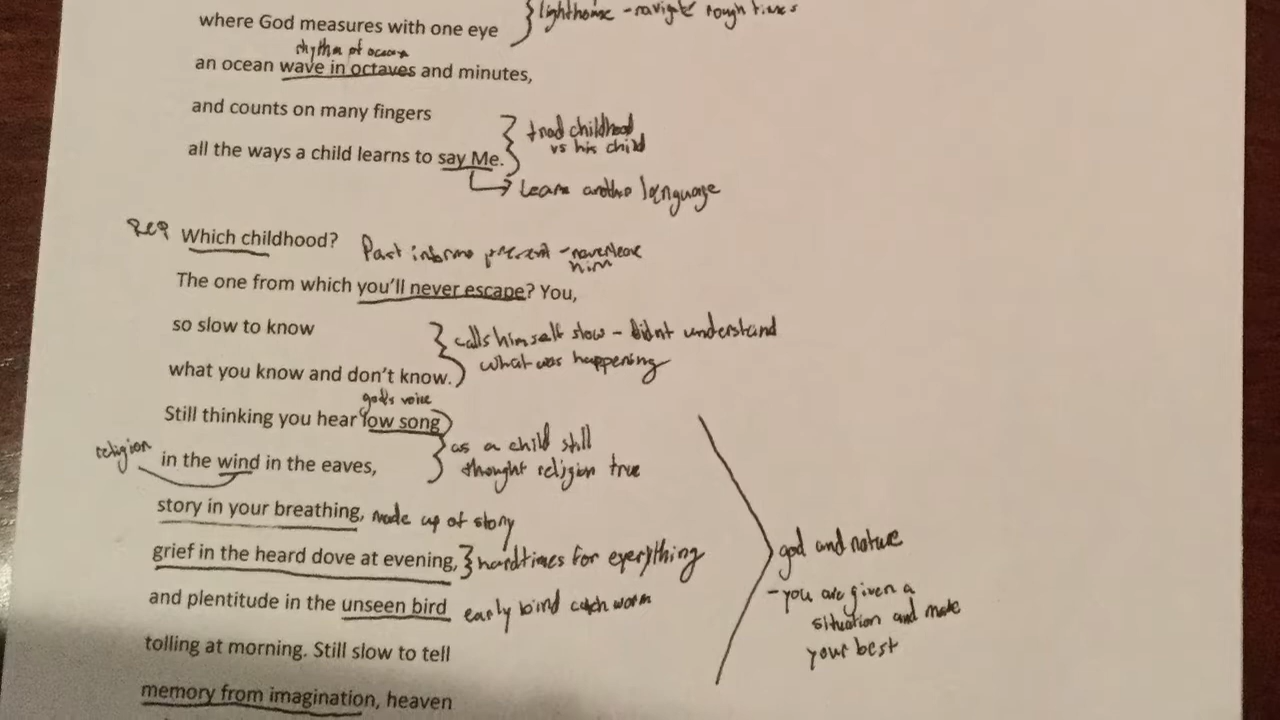 where God measures with one eye
lighthouse - navigate rough times
rhythm of ocean
an ocean wave in octaves and minutes,
and counts on many fingers
trad childhood
vs his child
all the ways a child learns to say Me.
Learn another language
Req
Which childhood?
Past informs present - never leave
him
The one from which you'll never escape? You,
so slow to know
calls himself slow - didnt understand
what was happening
what you know and don't know.
god's voice
Still thinking you hear low song
religion
in the wind in the eaves,
as a child still
thought religion true
story in your breathing, made up of story
grief in the heard dove at evening, hard times for everything
god and nature
- you are given a
situation and make
your best
and plentitude in the unseen bird early bird catch worm
tolling at morning. Still slow to tell
memory from imagination, heaven